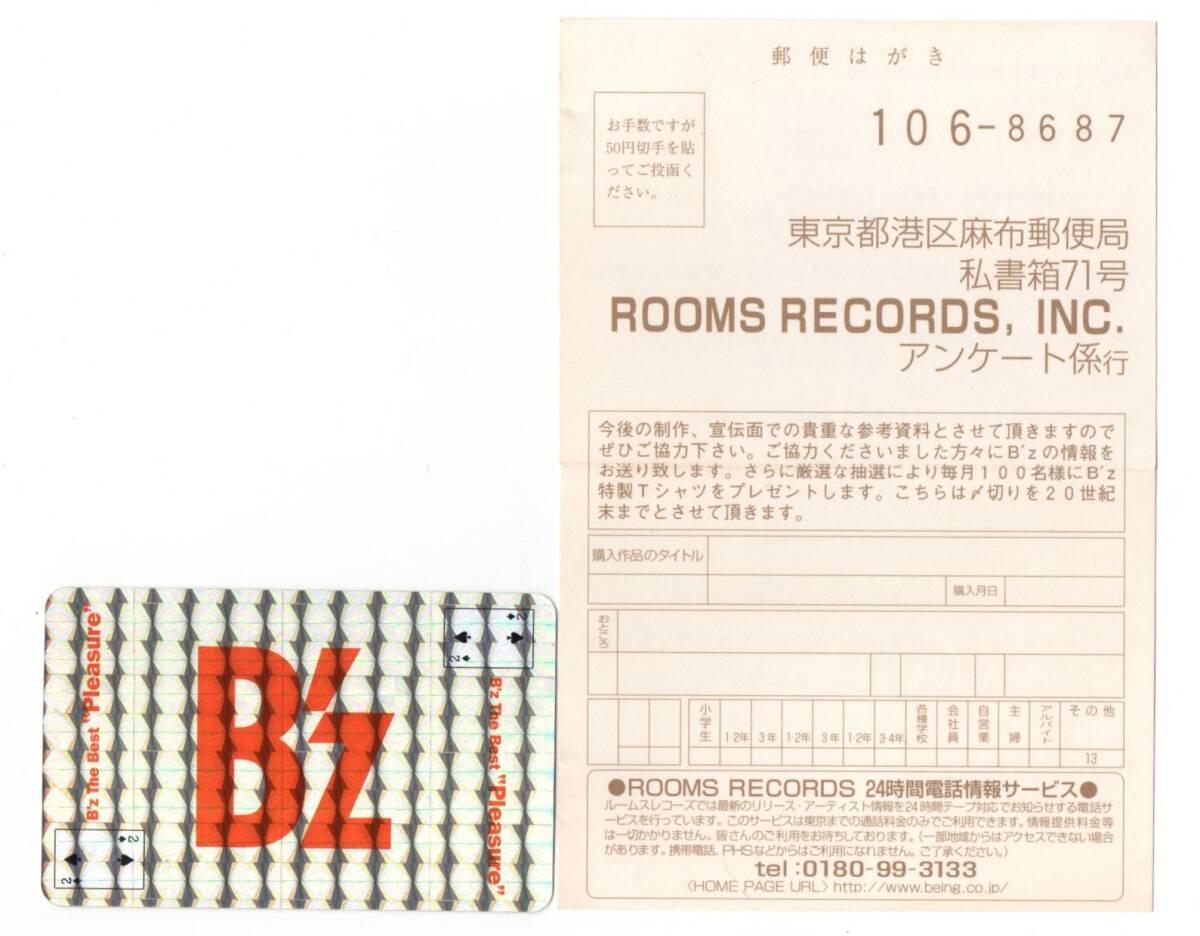 郵便はがき
お手数ですが
50円切手を貼
ってご投函く
ださい。
106-8687
東京都港区麻布郵便局
私書箱71号
ROOMS RECORDS, INC.
アンケート係行
今後の制作、宣伝面での貴重な参考資料とさせて頂きますので
ぜひご協力下さい。ご協力くださいました方々にB'zの情報を
お送り致します。さらに厳選な抽選により毎月100名様にB'z
特製Tシャツをプレゼントします。こちらは〆切りを20世紀
末までとさせて頂きます。
購入作品のタイトル
購入月日
おところ
小学生 1·2年 3年 1·2年 3年 1·2年 3·4年 各種学校 会社員 自営業 主婦 アルバイト その他
13
●ROOMS RECORDS 24時間電話情報サービス●
ルームスレコーズでは最新のリリース・アーティスト情報を24時間テープ対応でお知らせする電話サ
ービスを行っています。このサービスは東京までの通話料金のみでご利用できます。情報提供料金等
は一切かかりません。皆さんのご利用をお待ちしております。(一部地域からはアクセスできない場合
があります。携帯電話、PHSなどからはご利用になれません。ご了承ください。)
tel:0180-99-3133
〈HOME PAGE URL〉http://www.being.co.jp/
B'z The Best "Pleasure"
B'z
B'z The Best "Pleasure"
2
2
2
2